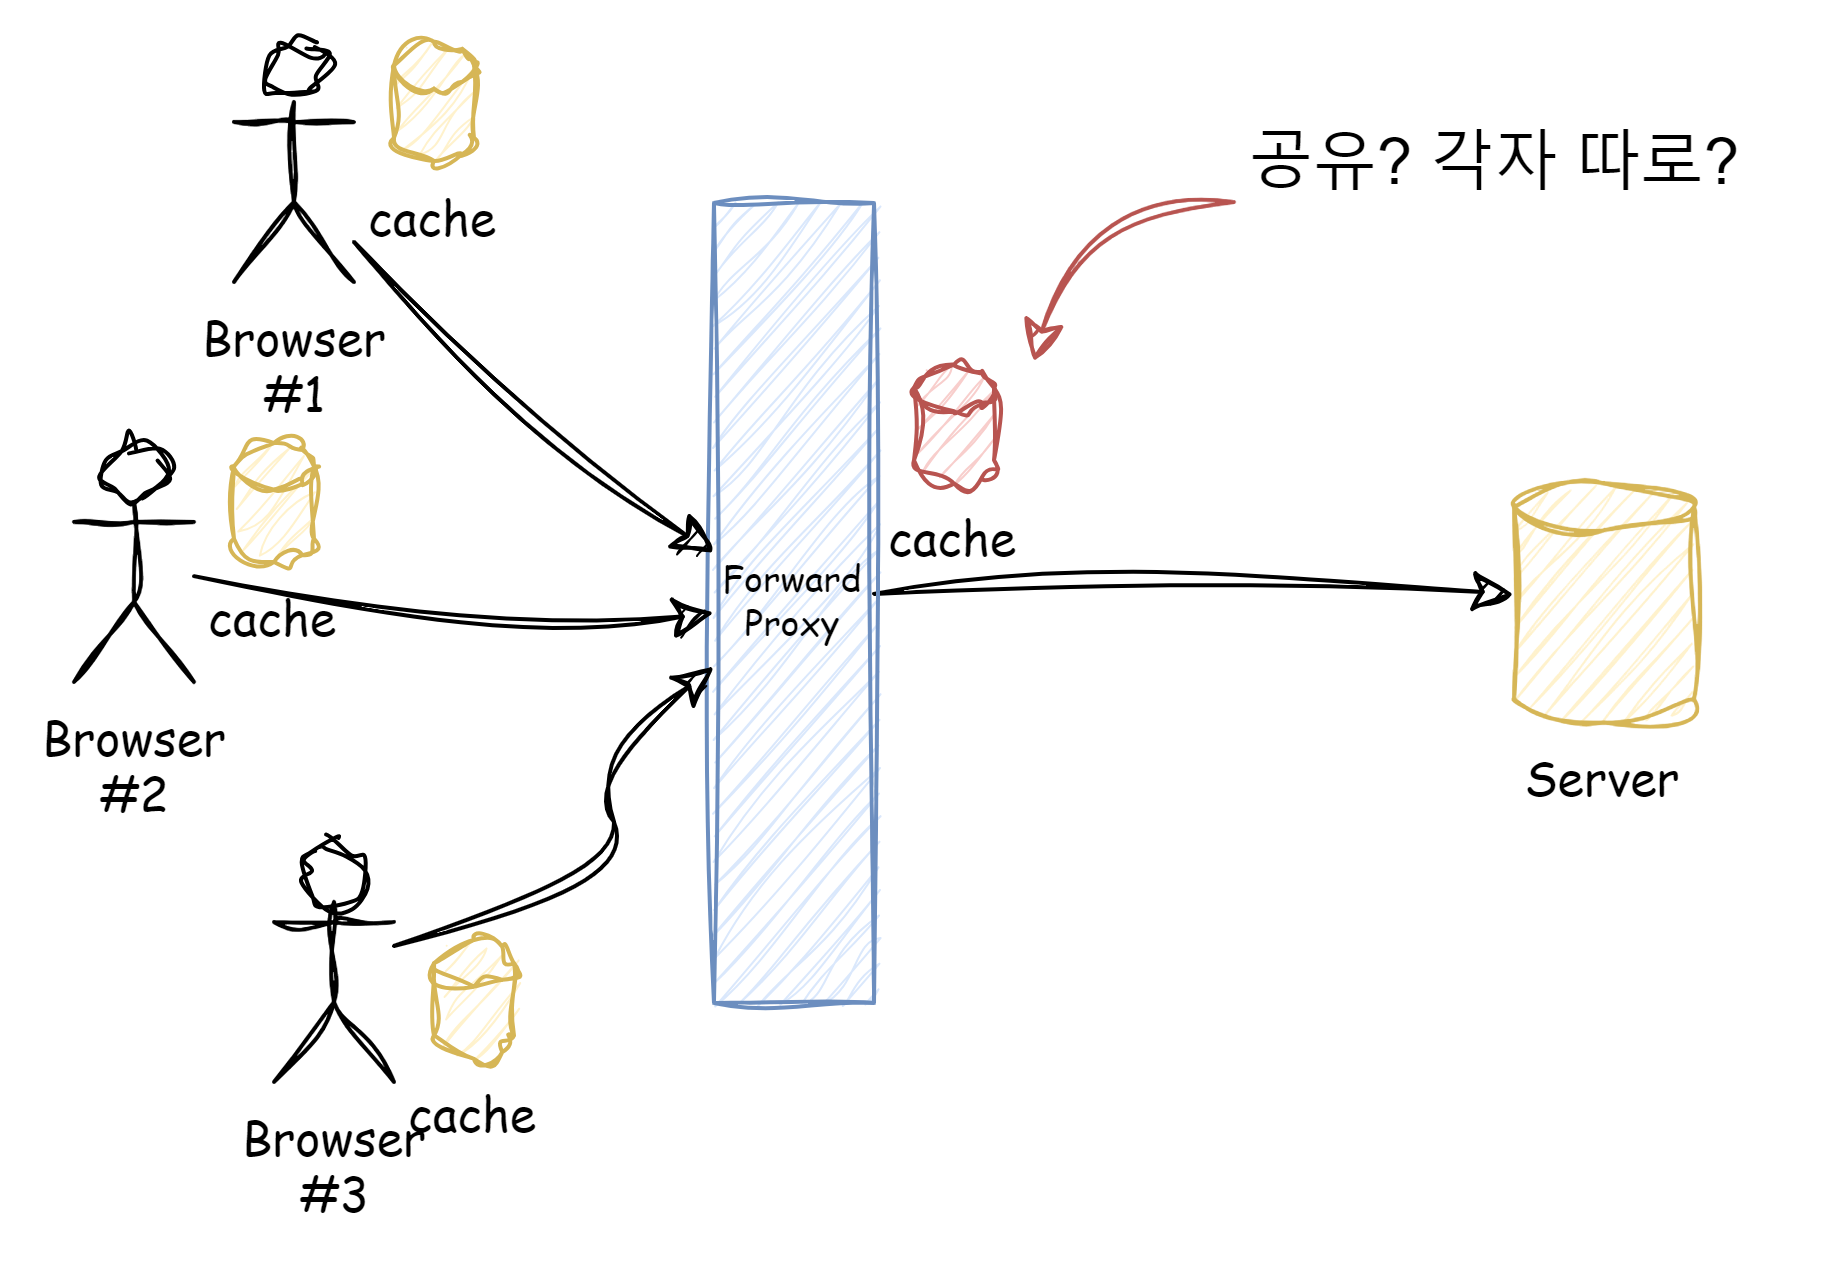 cache
Browser
#1
공유? 각자 따로?
cache
Browser
#2
Forward
Proxy
cache
Server
cache
Browser
#3